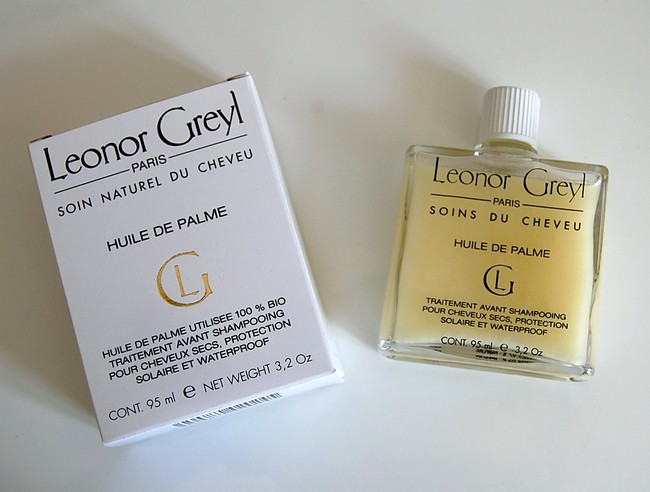 Leonor Greyl
PARIS
SOIN NATUREL DU CHEVEU
HUILE DE PALME
LG
HUILE DE PALME UTILISEE 100 % BIO
TRAITEMENT AVANT SHAMPOOING
POUR CHEVEUX SECS, PROTECTION
SOLAIRE ET WATERPROOF
CONT. 95 ml e NET WEIGHT 3,2 Oz
Leonor Greyl
PARIS
SOINS DU CHEVEU
HUILE DE PALME
LG
TRAITEMENT AVANT SHAMPOOING
POUR CHEVEUX SECS, PROTECTION
SOLAIRE ET WATERPROOF
CONT. 95 ml e 3,2 Oz